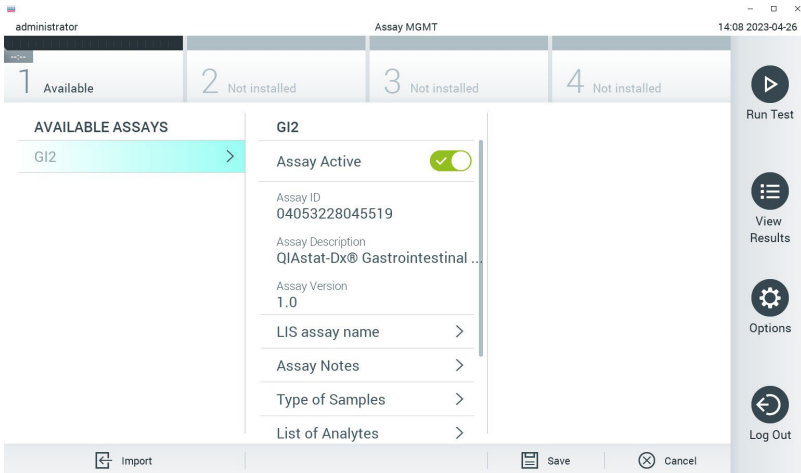 administrator
Assay MGMT
14:08 2023-04-26
--:--
1 Available
2 Not installed
3 Not installed
4 Not installed
AVAILABLE ASSAYS
GI2
GI2
Assay Active
Assay ID
04053228045519
Assay Description
QIAstat-Dx® Gastrointestinal ...
Assay Version
1.0
LIS assay name
Assay Notes
Type of Samples
List of Analytes
Run Test
View
Results
Options
Log Out
Import
Save
Cancel